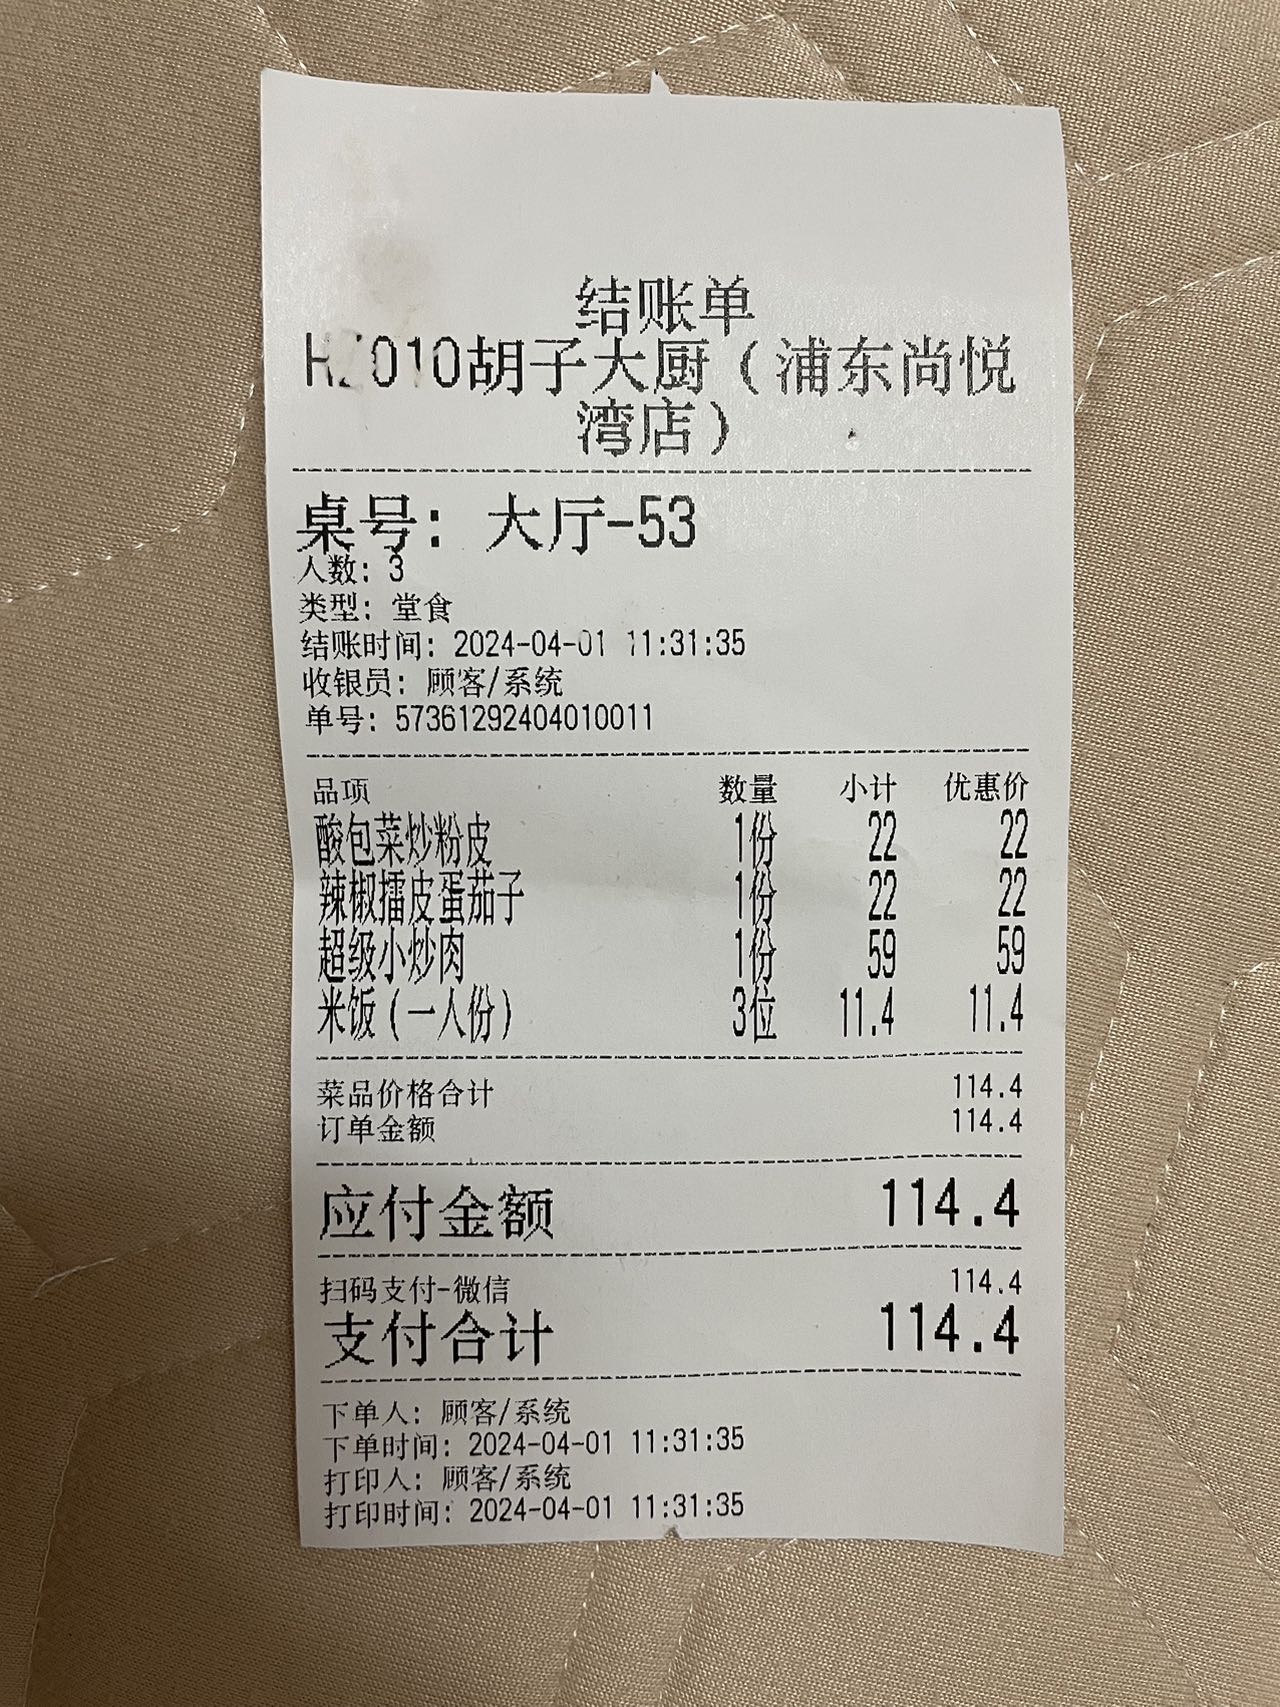 结账单
HZ010胡子大厨（浦东尚悦
湾店）
桌号： 大厅-53
人数：3
类型：堂食
结账时间：2024-04-01 11:31:35
收银员：顾客/系统
单号：57361292404010011
品项 数量 小计 优惠价
酸包菜炒粉皮 1份 22 22
辣椒擂皮蛋茄子 1份 22 22
超级小炒肉 1份 59 59
米饭（一人份） 3位 11.4 11.4
菜品价格合计 114.4
订单金额 114.4
应付金额 114.4
扫码支付-微信 114.4
支付合计 114.4
下单人：顾客/系统
下单时间：2024-04-01 11:31:35
打印人：顾客/系统
打印时间：2024-04-01 11:31:35